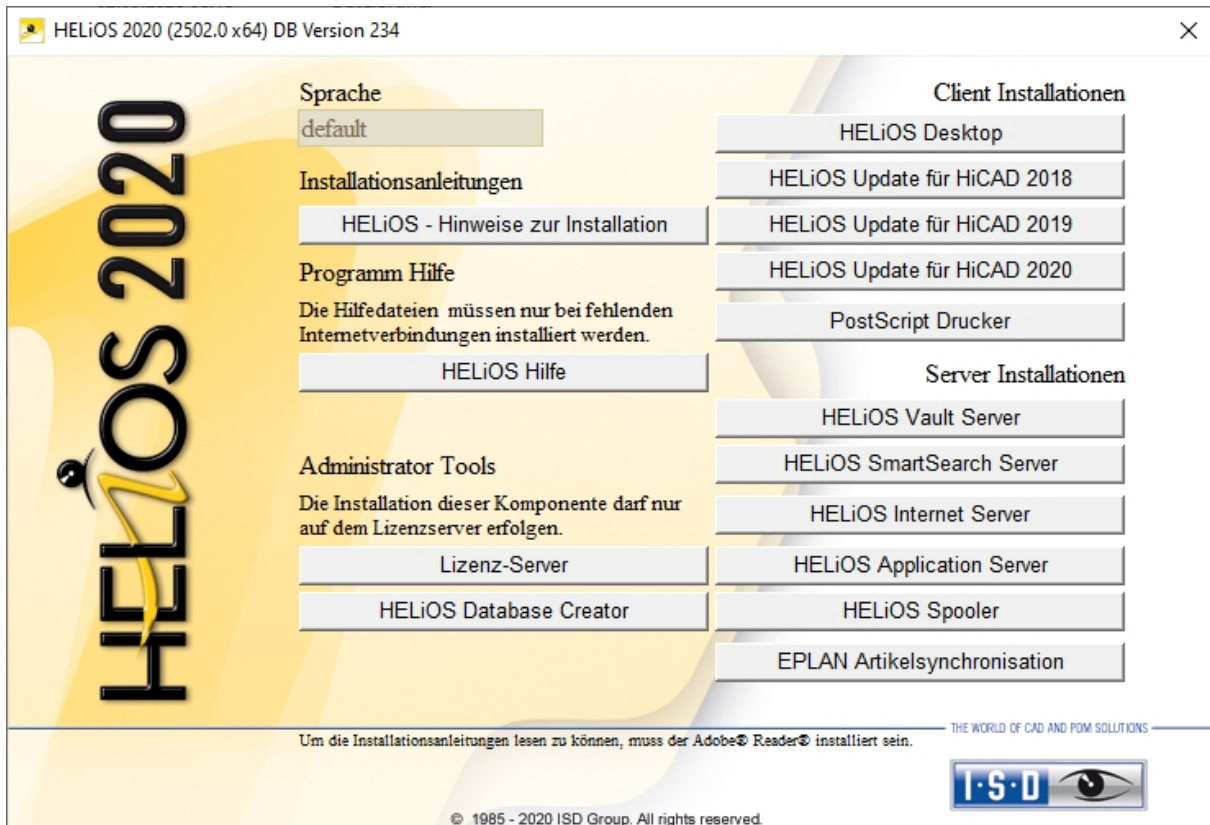 HELiOS 2020 (2502.0 x64) DB Version 234
HELiOS 2020
Sprache
default
Installationsanleitungen
HELiOS - Hinweise zur Installation
Programm Hilfe
Die Hilfedateien müssen nur bei fehlenden
Internetverbindungen installiert werden.
HELiOS Hilfe
Administrator Tools
Die Installation dieser Komponente darf nur
auf dem Lizenzserver erfolgen.
Lizenz-Server
HELiOS Database Creator
Client Installationen
HELiOS Desktop
HELiOS Update für HiCAD 2018
HELiOS Update für HiCAD 2019
HELiOS Update für HiCAD 2020
PostScript Drucker
Server Installationen
HELiOS Vault Server
HELiOS SmartSearch Server
HELiOS Internet Server
HELiOS Application Server
HELiOS Spooler
EPLAN Artikelsynchronisation
THE WORLD OF CAD AND PDM SOLUTIONS
Um die Installationsanleitungen lesen zu können, muss der Adobe® Reader® installiert sein.
I·S·D
© 1985 - 2020 ISD Group. All rights reserved.